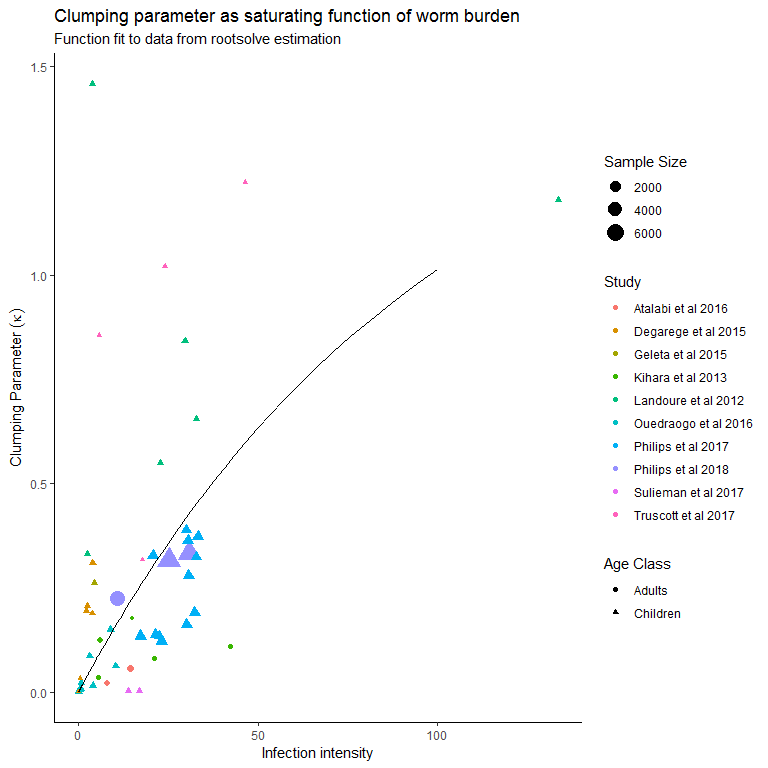 Clumping parameter as saturating function of worm burden
Function fit to data from rootsolve estimation
1.5
1.0
0.5
0.0
Clumping Parameter (κ)
0
50
100
Infection intensity
Sample Size
2000
4000
6000
Study
Atalabi et al 2016
Degarege et al 2015
Geleta et al 2015
Kihara et al 2013
Landoure et al 2012
Ouedraogo et al 2016
Philips et al 2017
Philips et al 2018
Sulieman et al 2017
Truscott et al 2017
Age Class
Adults
Children